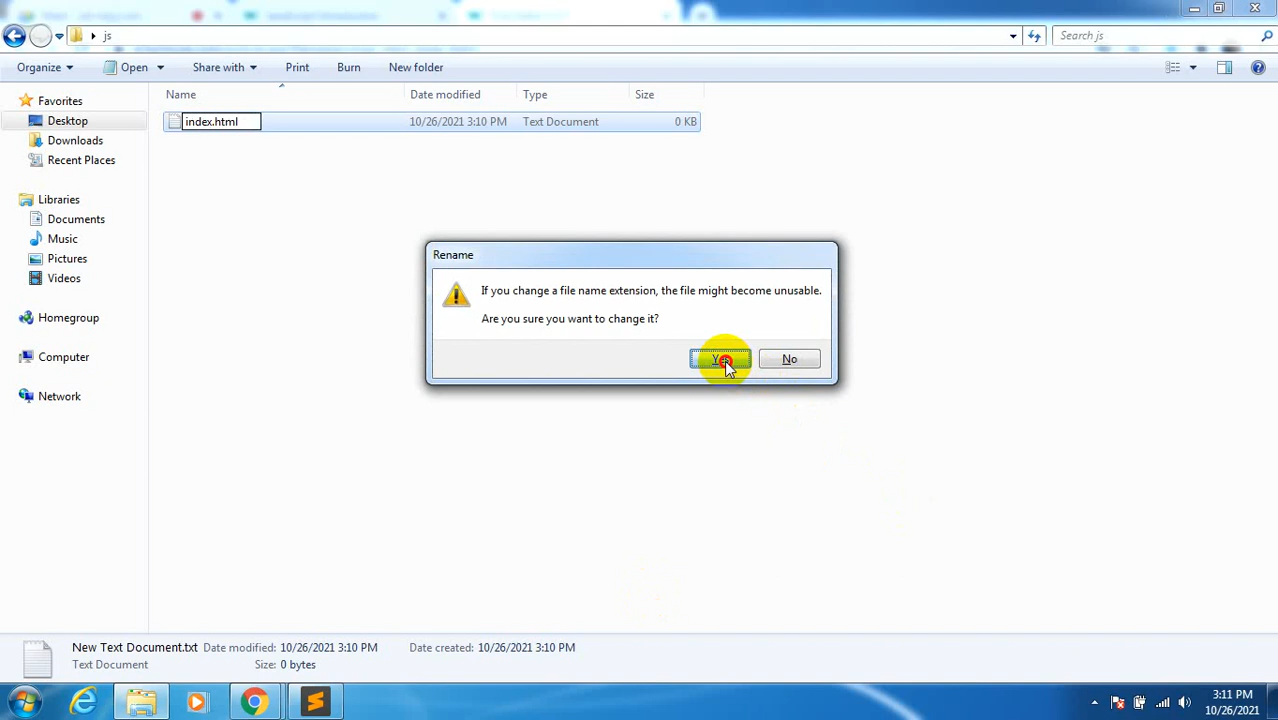 js
Search js
Organize
Open
Share with
Print
Burn
New folder
Favorites
Desktop
Downloads
Recent Places
Libraries
Documents
Music
Pictures
Videos
Homegroup
Computer
Network
Name
Date modified
Type
Size
index.html
10/26/2021 3:10 PM
Text Document
0 KB
Rename
If you change a file name extension, the file might become unusable.
Are you sure you want to change it?
No
New Text Document.txt
Date modified: 10/26/2021 3:10 PM
Date created: 10/26/2021 3:10 PM
Text Document
Size: 0 bytes
3:11 PM
10/26/2021